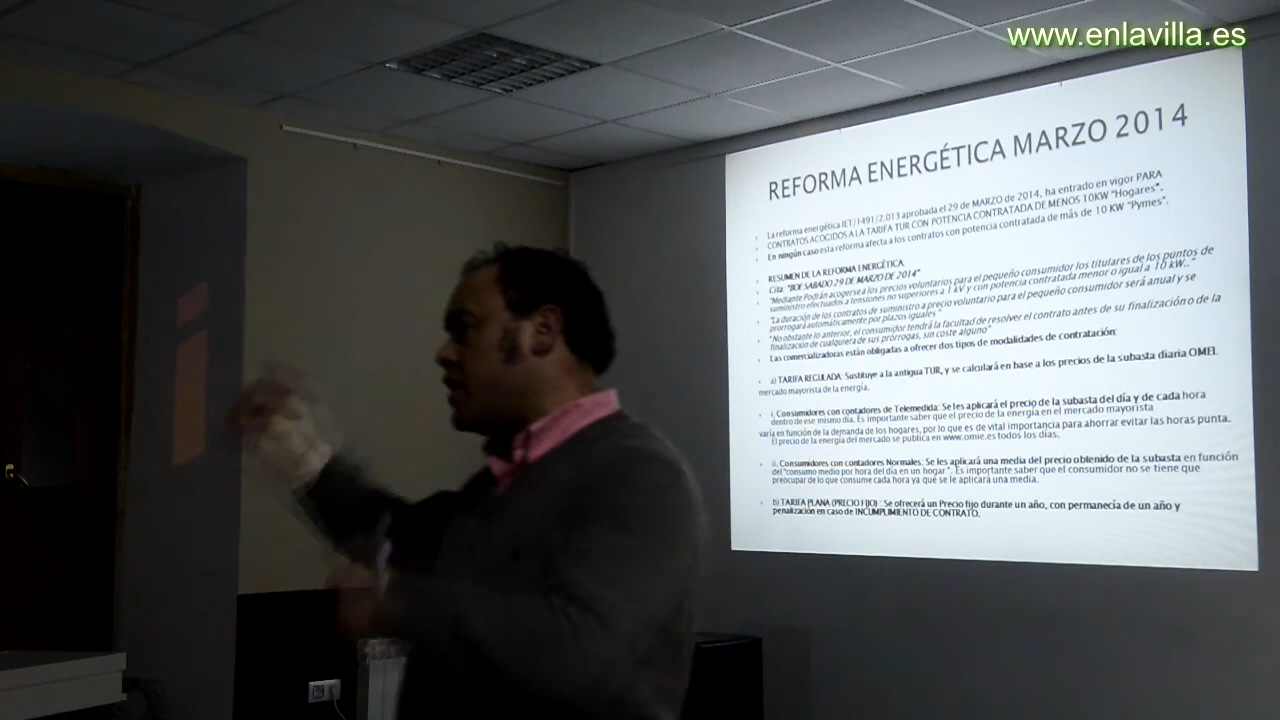 www.enlavilla.es
REFORMA ENERGÉTICA MARZO 2014
La reforma energética IET/1491/2.013 aprobada el 29 de MARZO de 2014, ha entrado en vigor PARA
CONTRATOS ACOGIDOS A LA TARIFA TUR CON POTENCIA CONTRATADA DE MENOS 10KW "Hogares".
En ningún caso esta reforma afecta a los contratos con potencia contratada de más de 10 KW "Pymes".
RESUMEN DE LA REFORMA ENERGÉTICA
Cita: "BOE SABADO 29 DE MARZO DE 2014"
"Mediante Podrán acogerse a los precios voluntarios para el pequeño consumidor los titulares de los puntos de
suministro efectuados a tensiones no superiores a 1 kV y con potencia contratada menor o igual a 10 kW.."
"La duración de los contratos de suministro a precio voluntario para el pequeño consumidor será anual y se
prorrogará automáticamente por plazos iguales"
"No obstante lo anterior, el consumidor tendrá la facultad de resolver el contrato antes de su finalización o de la
finalización de cualquiera de sus prórrogas, sin coste alguno"
Las comercializadoras están obligadas a ofrecer dos tipos de modalidades de contratación:
a) TARIFA REGULADA: Sustituye a la antigua TUR, y se calculará en base a los precios de la subasta diaria OMEL
mercado mayorista de la energía.
i. Consumidores con contadores de Telemedida: Se les aplicará el precio de la subasta del día y de cada hora
dentro de ese mismo día. Es importante saber que el precio de la energía en el mercado mayorista
varía en función de la demanda de los hogares, por lo que es de vital importancia para ahorrar evitar las horas punta.
El precio de la energía del mercado se publica en www.omie.es todos los días.
ii. Consumidores con contadores Normales: Se les aplicará una media del precio obtenido de la subasta en función
del "consumo medio por hora del día en un hogar". Es importante saber que el consumidor no se tiene que
preocupar de lo que consume cada hora ya que se le aplicará una media.
b) TARIFA PLANA (PRECIO FIJO) : Se ofrecerá un Precio fijo durante un año, con permanecía de un año y
penalización en caso de INCUMPLIMIENTO DE CONTRATO.